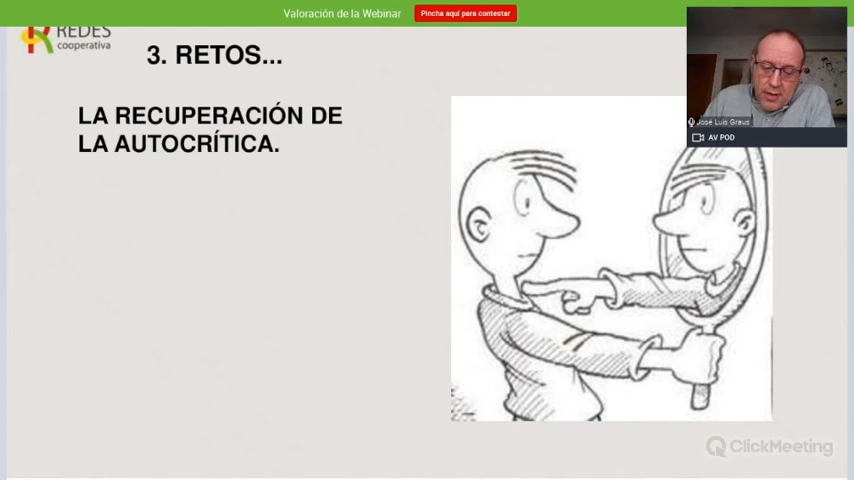 Valoración de la Webinar
Pincha aquí para contestar
REDES
cooperativa
3. RETOS...
LA RECUPERACIÓN DE
LA AUTOCRÍTICA.
José Luis Graus
AV POD
ClickMeeting